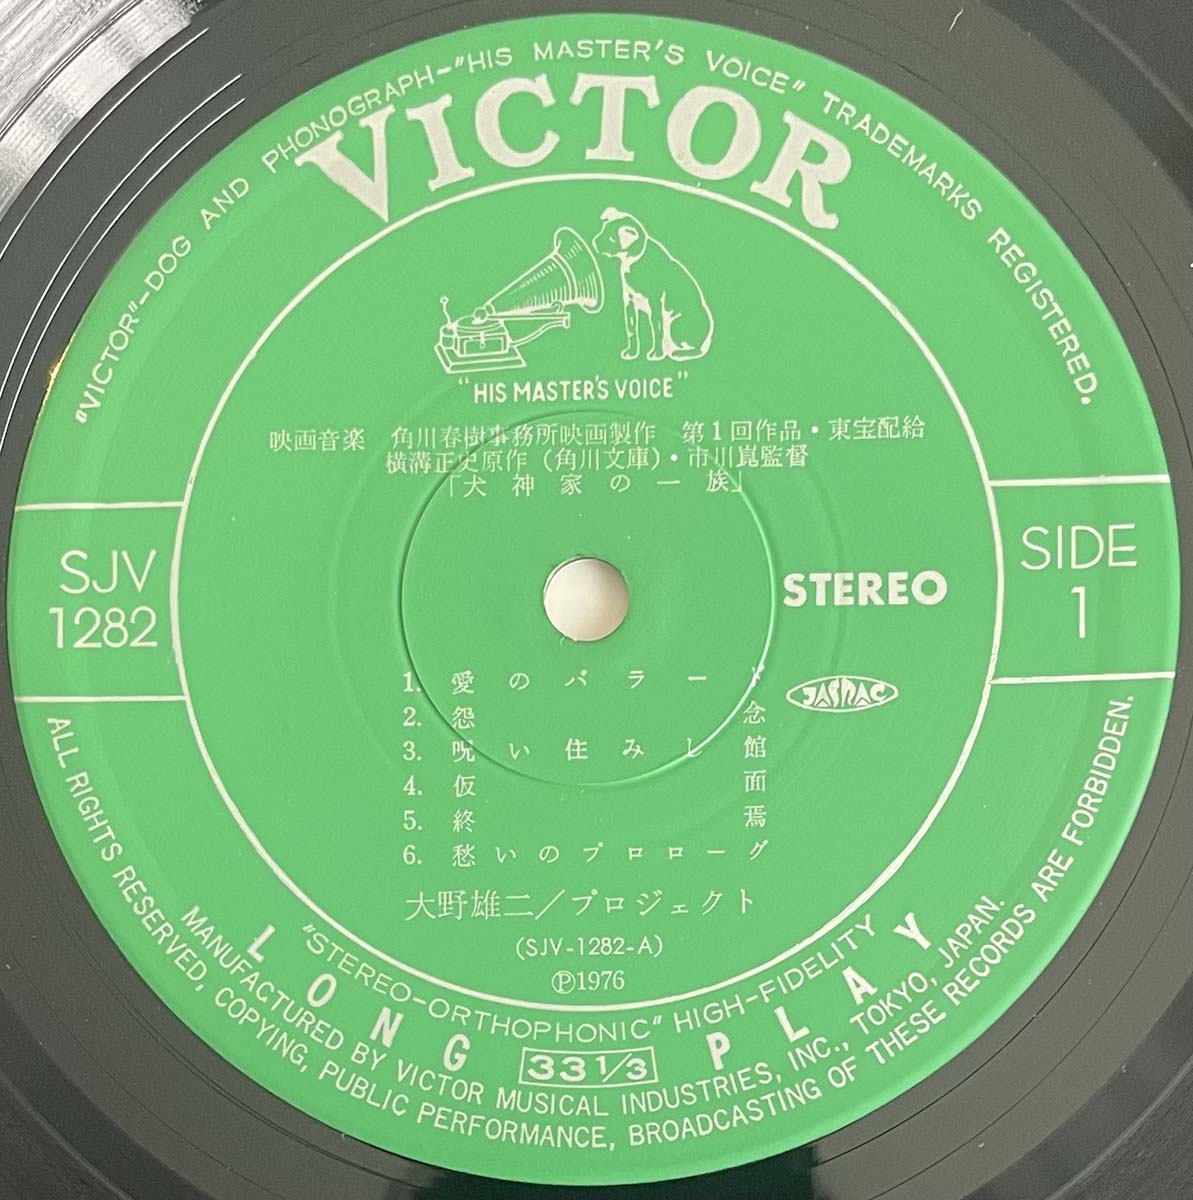 "VICTOR"-DOG AND PHONOGRAPH-"HIS MASTER'S VOICE" TRADEMARKS REGISTERED.
VICTOR
"HIS MASTER'S VOICE"
映画音楽 角川春樹事務所映画製作 第1回作品・東宝配給
横溝正史原作(角川文庫)・市川崑監督
「犬神家の一族」
SJV
1282
STEREO
SIDE
1
JASRAC
1. 愛のバラード
2. 怨念
3. 呪い住みし館
4. 仮面
5. 終焉
6. 愁いのプロローグ
大野雄二/プロジェクト
(SJV-1282-A)
Ⓟ1976
"STEREO-ORTHOPHONIC" HIGH-FIDELITY
LONG 33 1/3 PLAY
MANUFACTURED BY VICTOR MUSICAL INDUSTRIES, INC., TOKYO, JAPAN.
ALL RIGHTS RESERVED, COPYING, PUBLIC PERFORMANCE, BROADCASTING OF THESE RECORDS ARE FORBIDDEN.